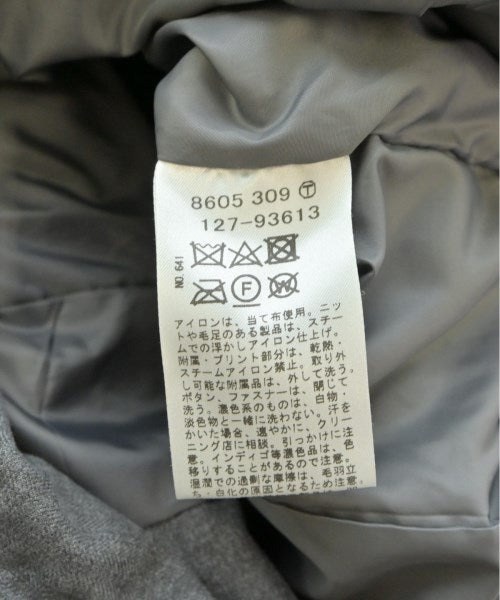 8605 309 Ⓣ
127-93613
NO.641
F W
アイロンは、当て布使用。ニッ
トや毛足のある製品は、スチー
ムでの浮かしアイロン仕上げ。
附属・プリント部分は、乾熱・
スチームアイロン禁止。取り外
し可能な附属品は、外して洗う。
ボタン、ファスナーは、閉じて
洗う。濃色系のものは、白物・
淡色物と一緒に洗わない。汗を
かいた場合、速やかに、クリー
ニング店に相談。引っかけに注
意。インディゴ等濃色品は、色
移りすることがあるので注意。
湿潤での過剰な摩擦は、毛羽立
ち・白化の原因となるため注意。